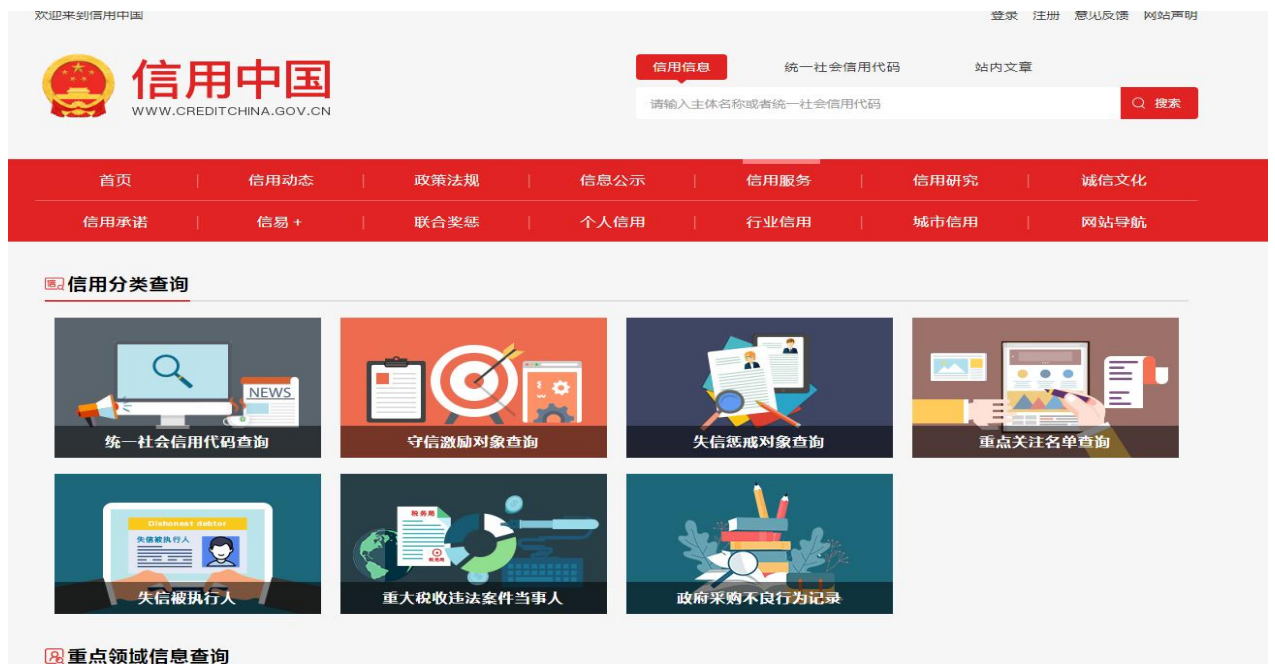 欢迎来到信用中国
登录 注册 意见反馈 网站声明
信用中国
WWW.CREDITCHINA.GOV.CN
信用信息 统一社会信用代码 站内文章
请输入主体名称或者统一社会信用代码 搜索
首页 信用动态 政策法规 信息公示 信用服务 信用研究 诚信文化
信用承诺 信易+ 联合奖惩 个人信用 行业信用 城市信用 网站导航
信用分类查询
NEWS
统一社会信用代码查询 守信激励对象查询 失信惩戒对象查询 重点关注名单查询
Dishonest debtor
失信被执行人
税务局
失信被执行人 重大税收违法案件当事人 政府采购不良行为记录
重点领域信息查询